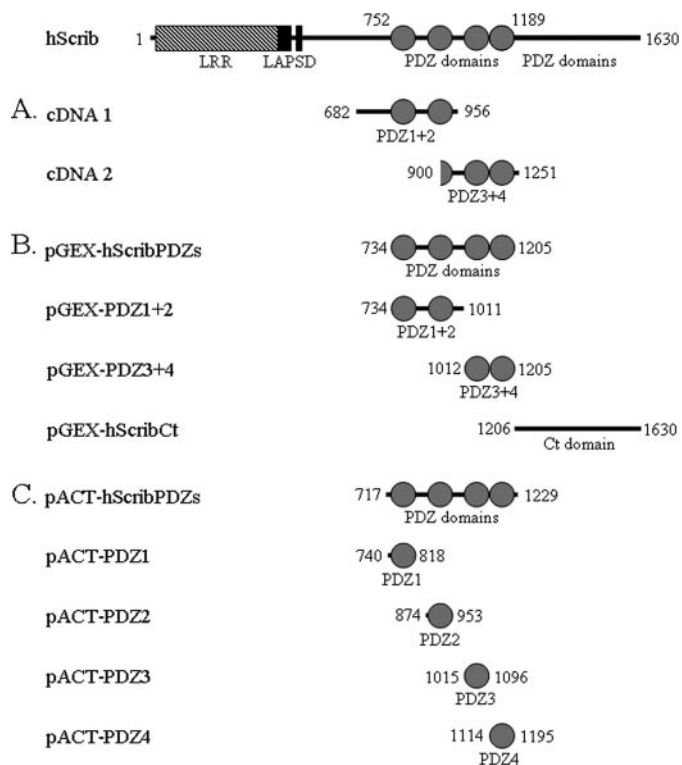 752 1189
hScrib 1 1630
LRR LAPSD PDZ domains PDZ domains
A. cDNA 1 682 956
PDZ1+2
cDNA 2 900 1251
PDZ3+4
B. pGEX-hScribPDZs 734 1205
PDZ domains
pGEX-PDZ1+2 734 1011
PDZ1+2
pGEX-PDZ3+4 1012 1205
PDZ3+4
pGEX-hScribCt 1206 1630
Ct domain
C. pACT-hScribPDZs 717 1229
PDZ domains
pACT-PDZ1 740 818
PDZ1
pACT-PDZ2 874 953
PDZ2
pACT-PDZ3 1015 1096
PDZ3
pACT-PDZ4 1114 1195
PDZ4